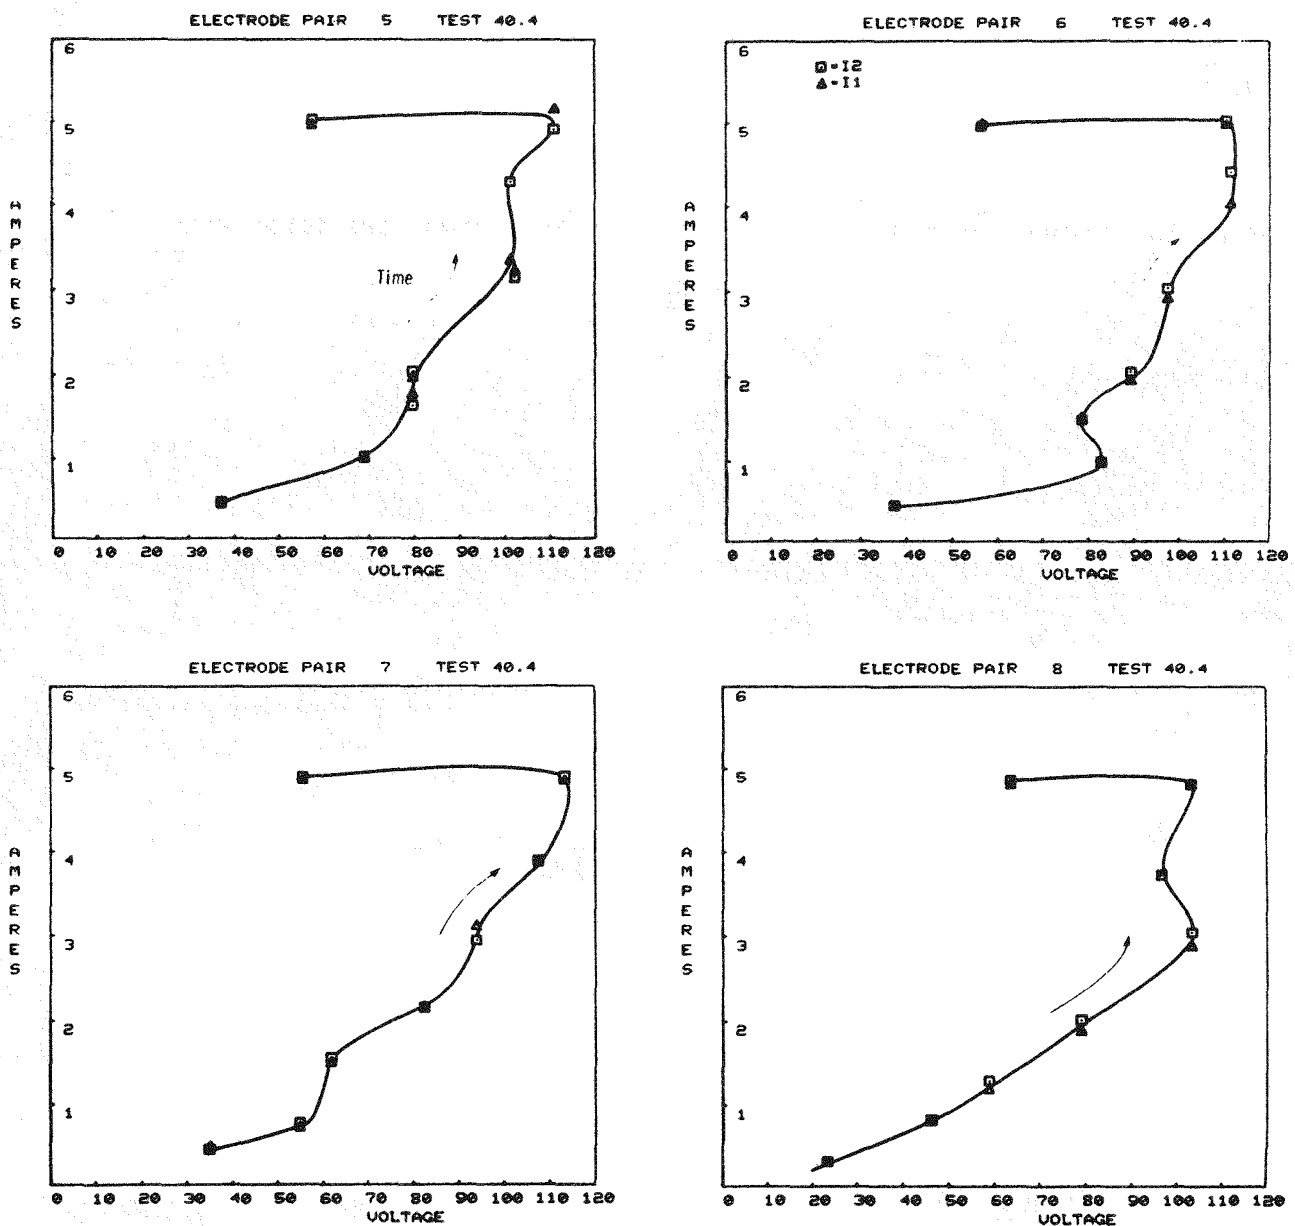 ELECTRODE PAIR 5 TEST 40.4
6
5
4
3
2
1
AMPERES
Time
0 10 20 30 40 50 60 70 80 90 100 110 120
VOLTAGE
ELECTRODE PAIR 6 TEST 40.4
=I2
=I1
6
5
4
3
2
1
AMPERES
0 10 20 30 40 50 60 70 80 90 100 110 120
VOLTAGE
ELECTRODE PAIR 7 TEST 40.4
6
5
4
3
2
1
AMPERES
0 10 20 30 40 50 60 70 80 90 100 110 120
VOLTAGE
ELECTRODE PAIR 8 TEST 40.4
6
5
4
3
2
1
AMPERES
0 10 20 30 40 50 60 70 80 90 100 110 120
VOLTAGE